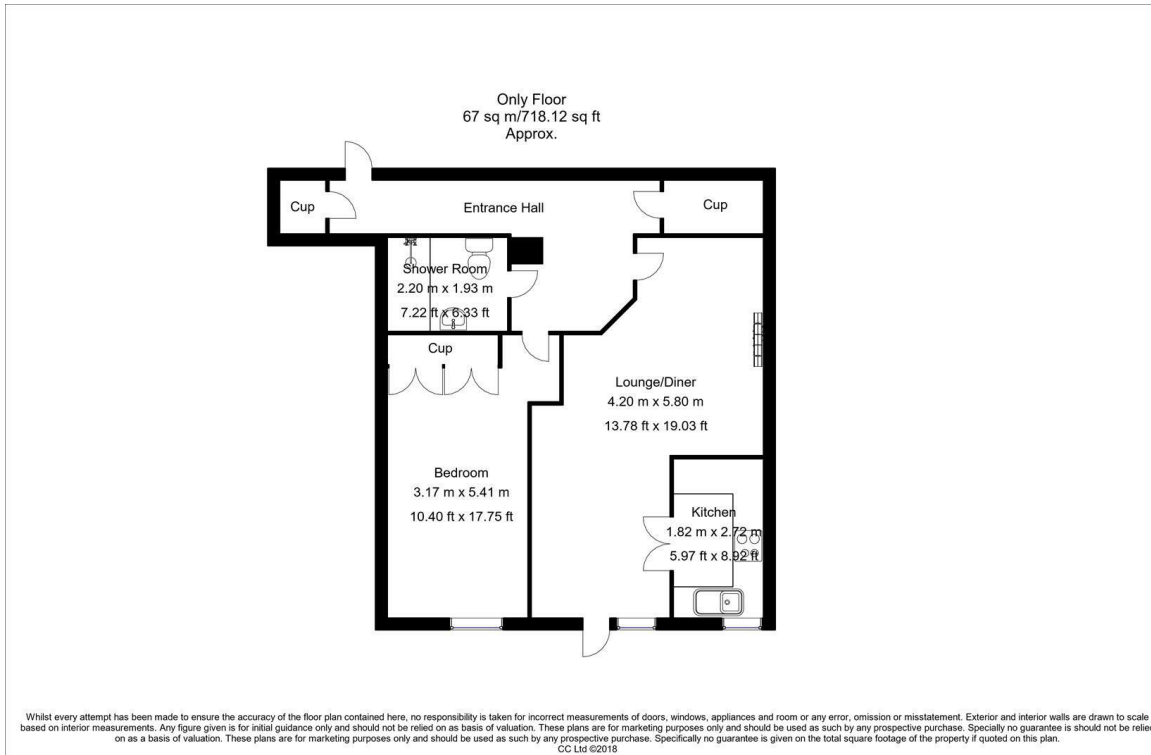 Only Floor
67 sq m/718.12 sq ft
Approx.
Cup
Entrance Hall
Cup
Shower Room
2.20 m x 1.93 m
7.22 ft x 6.33 ft
Cup
Lounge/Diner
4.20 m x 5.80 m
13.78 ft x 19.03 ft
Bedroom
3.17 m x 5.41 m
10.40 ft x 17.75 ft
Kitchen
1.82 m x 2.72 m
5.97 ft x 8.92 ft
Whilst every attempt has been made to ensure the accuracy of the floor plan contained here, no responsibility is taken for incorrect measurements of doors, windows, appliances and room or any error, omission or misstatement. Exterior and interior walls are drawn to scale
based on interior measurements. Any figure given is for initial guidance only and should not be relied on as basis of valuation. These plans are for marketing purposes only and should be used as such by any prospective purchase. Specially no guarantee is should not be relie
on as a basis of valuation. These plans are for marketing purposes only and should be used as such by any prospective purchase. Specifically no guarantee is given on the total square footage of the property if quoted on this plan.
CC Ltd ©2018